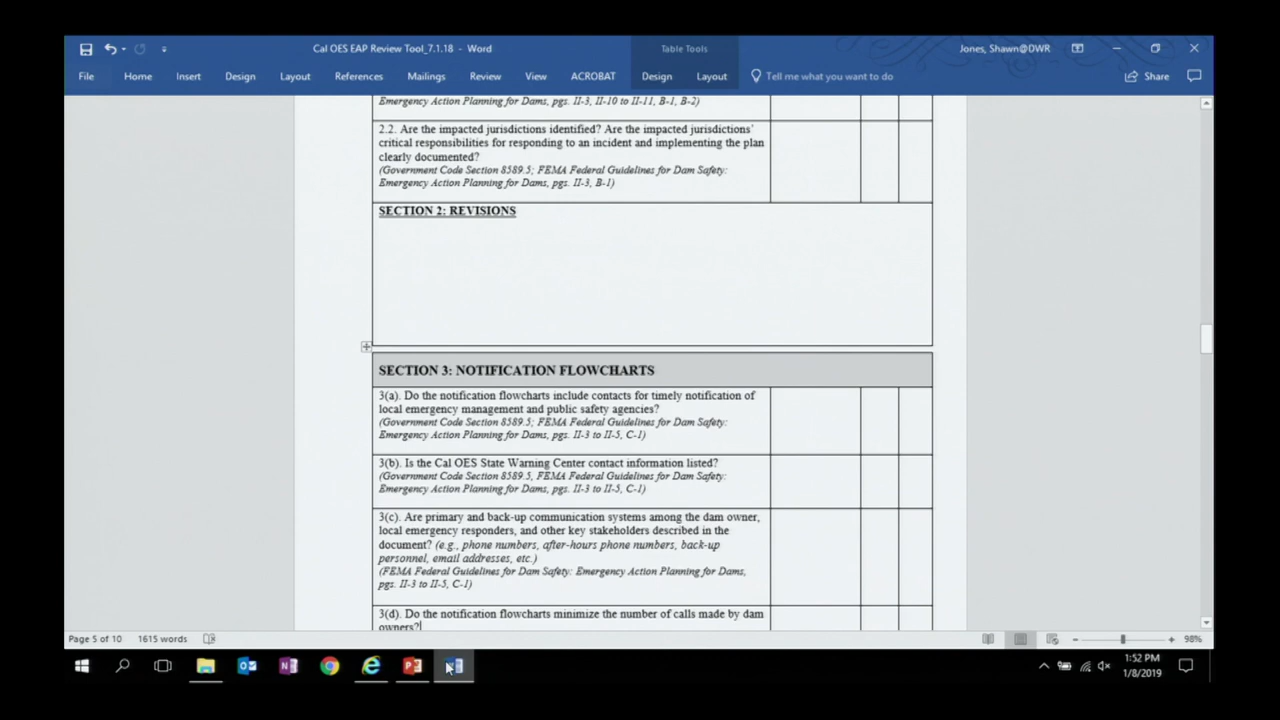 Cal OES EAP Review Tool_7.1.18 - Word
Table Tools
Jones, Shawn@DWR
File Home Insert Design Layout References Mailings Review View ACROBAT Design Layout Tell me what you want to do Share
Emergency Action Planning for Dams, pgs. II-3, II-10 to II-11, B-1, B-2)
2.2. Are the impacted jurisdictions identified? Are the impacted jurisdictions'
critical responsibilities for responding to an incident and implementing the plan
clearly documented?
(Government Code Section 8589.5; FEMA Federal Guidelines for Dam Safety:
Emergency Action Planning for Dams, pgs. II-3, B-1)
SECTION 2: REVISIONS
SECTION 3: NOTIFICATION FLOWCHARTS
3(a). Do the notification flowcharts include contacts for timely notification of
local emergency management and public safety agencies?
(Government Code Section 8589.5; FEMA Federal Guidelines for Dam Safety:
Emergency Action Planning for Dams, pgs. II-3 to II-5, C-1)
3(b). Is the Cal OES State Warning Center contact information listed?
(Government Code Section 8589.5, FEMA Federal Guidelines for Dam Safety:
Emergency Action Planning for Dams, pgs. II-3 to II-5, C-1)
3(c). Are primary and back-up communication systems among the dam owner,
local emergency responders, and other key stakeholders described in the
document? (e.g., phone numbers, after-hours phone numbers, back-up
personnel, email addresses, etc.)
(FEMA Federal Guidelines for Dam Safety: Emergency Action Planning for Dams,
pgs. II-3 to II-5, C-1)
3(d). Do the notification flowcharts minimize the number of calls made by dam
owners?
Page 5 of 10 1615 words 98%
1:52 PM
1/8/2019